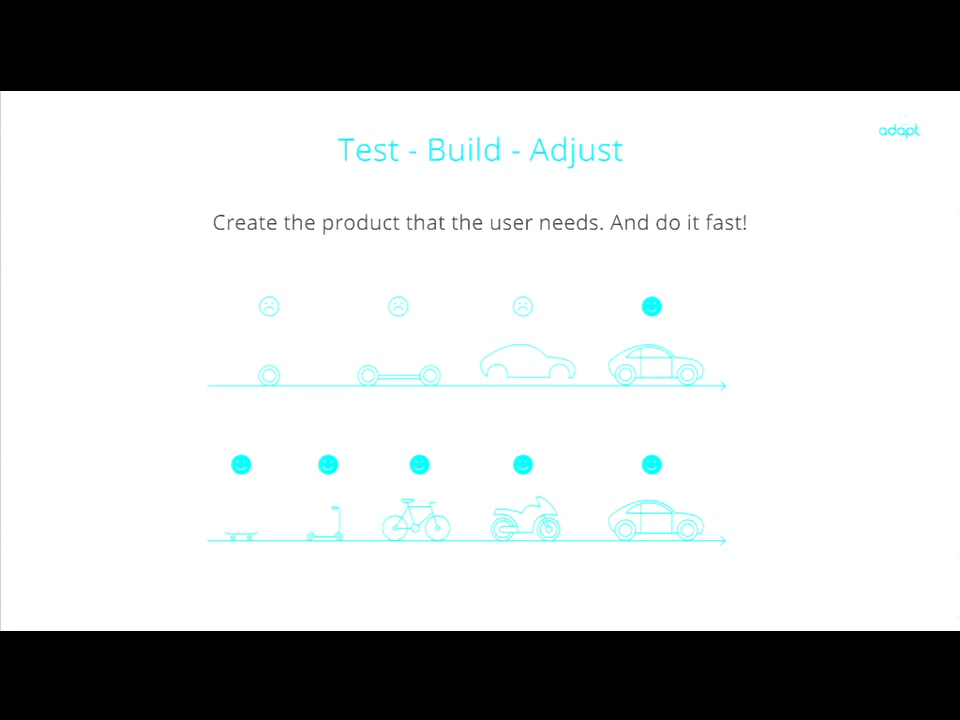 adapt
Test - Build - Adjust
Create the product that the user needs. And do it fast!